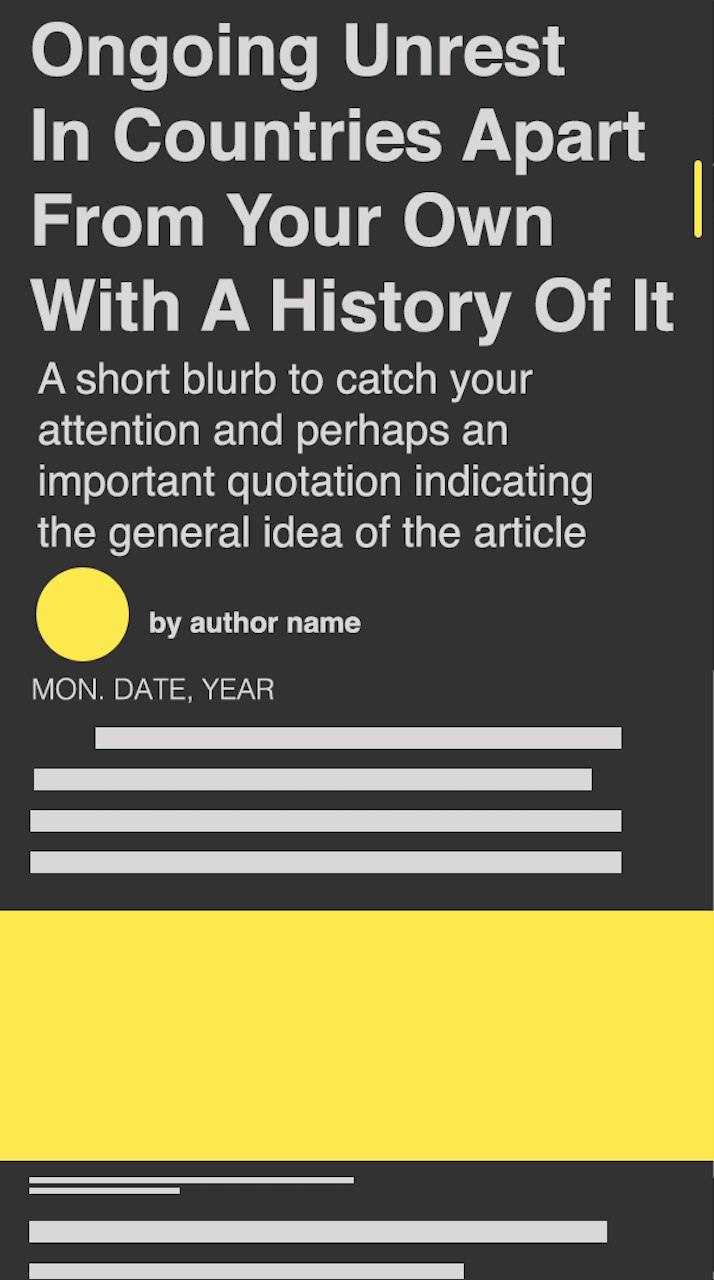 Ongoing Unrest
In Countries Apart
From Your Own
With A History Of It
A short blurb to catch your
attention and perhaps an
important quotation indicating
the general idea of the article
by author name
MON. DATE, YEAR